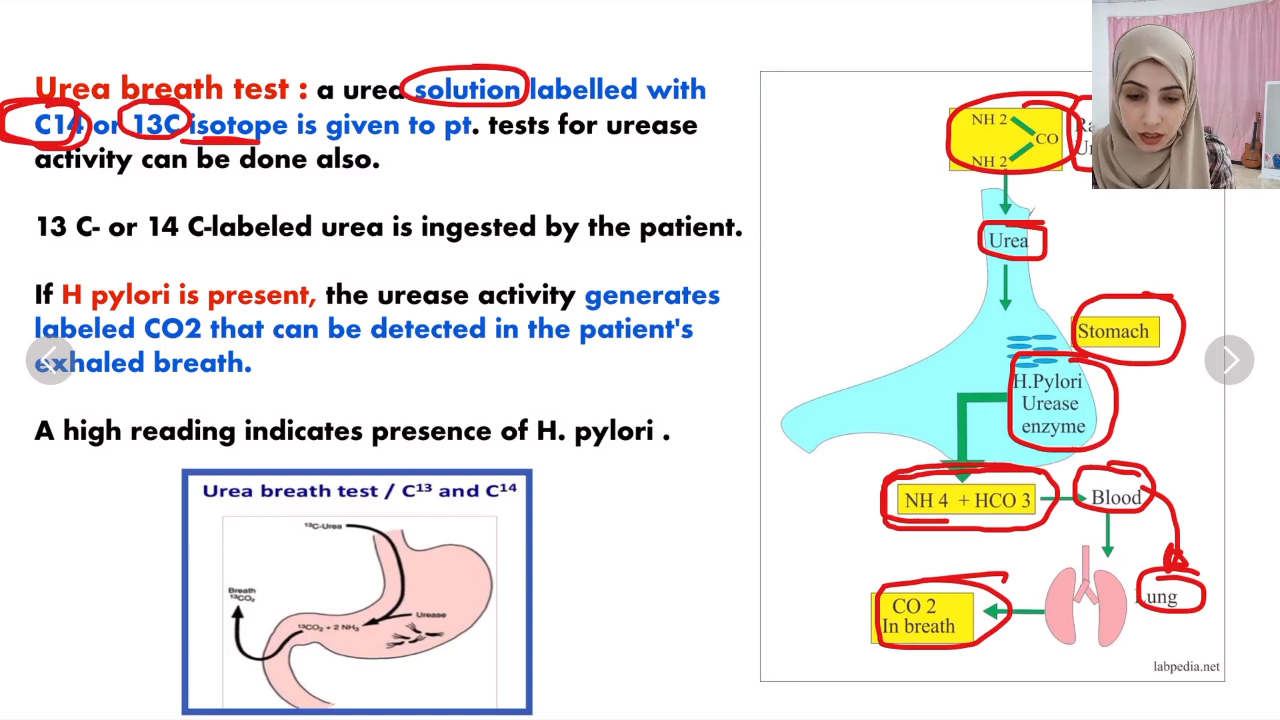 Urea breath test : a urea solution labelled with
C14 or 13C isotope is given to pt. tests for urease
activity can be done also.
13 C- or 14 C-labeled urea is ingested by the patient.
If H pylori is present, the urease activity generates
labeled CO2 that can be detected in the patient's
exhaled breath.
A high reading indicates presence of H. pylori .
Urea breath test / C13 and C14
13C-Urea
Breath
13CO2
Urease
13CO2 + 2 NH3
NH 2
CO
NH 2
Urea
Stomach
H.Pylori
Urease
enzyme
NH 4 + HCO 3
Blood
Lung
CO 2
In breath
labpedia.net